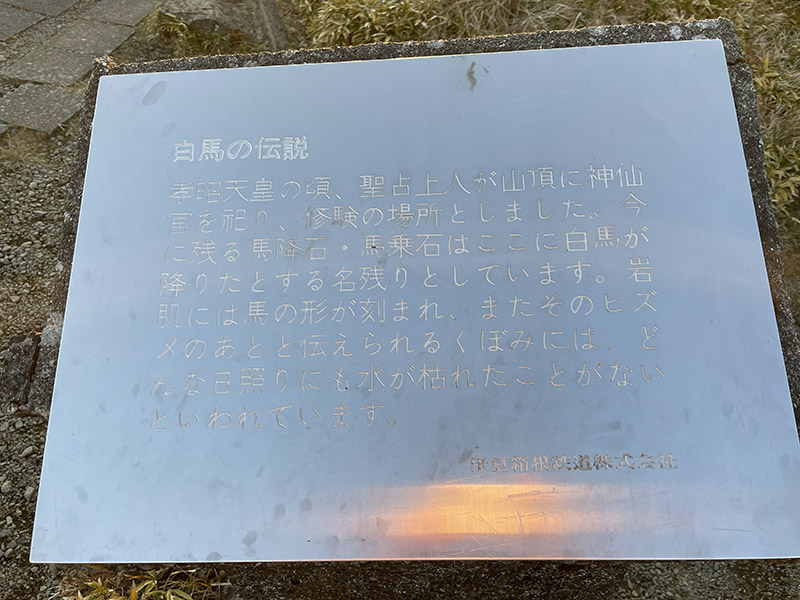 白馬の伝説
孝昭天皇の頃、聖占上人が山頂に神仙
宮を祀り、修験の場所としました。今
に残る馬降石・馬乗石はここに白馬が
降りたとする名残りとしています。岩
肌には馬の形が刻まれ、またそのヒズ
メのあとと伝えられるくぼみには、ど
んな日照りにも水が枯れたことがない
といわれています。
伊豆箱根鉄道株式会社